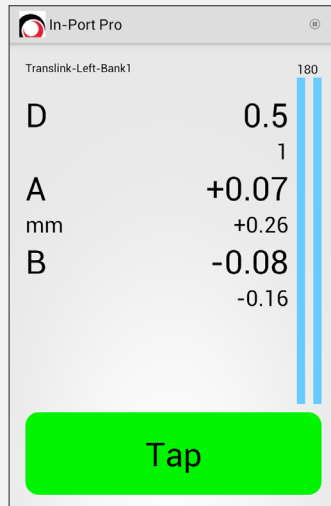 In-Port Pro
Translink-Left-Bank1
180
D 0.5
1
A +0.07
mm +0.26
B -0.08
-0.16
Tap